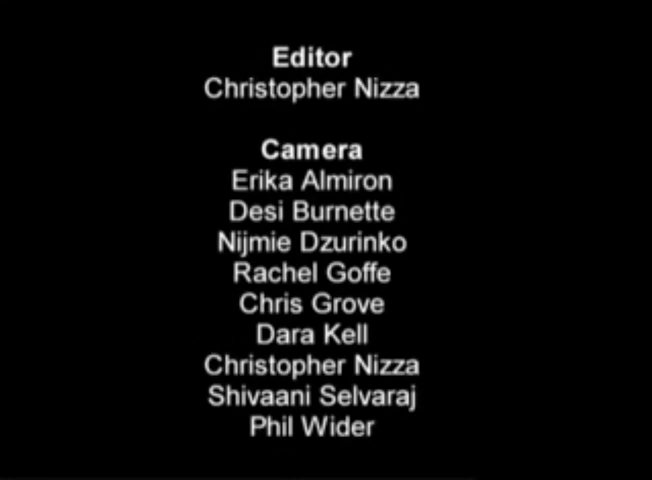 Editor
Christopher Nizza
Camera
Erika Almiron
Desi Burnette
Nijmie Dzurinko
Rachel Goffe
Chris Grove
Dara Kell
Christopher Nizza
Shivaani Selvaraj
Phil Wider